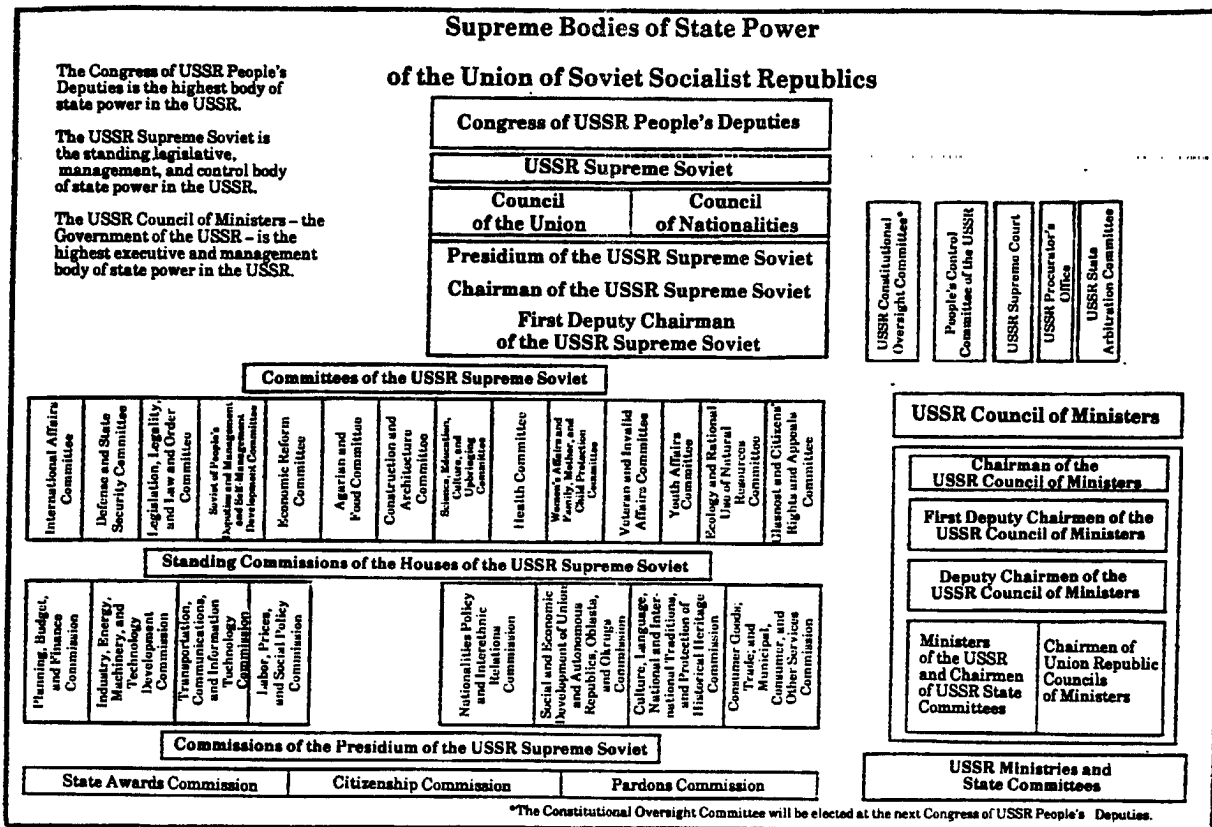 Supreme Bodies of State Power
of the Union of Soviet Socialist Republics
The Congress of USSR People's
Deputies is the highest body of
state power in the USSR.
The USSR Supreme Soviet is
the standing legislative,
management, and control body
of state power in the USSR.
The USSR Council of Ministers – the
Government of the USSR – is the
highest executive and management
body of state power in the USSR.
Congress of USSR People's Deputies
USSR Supreme Soviet
Council
of the Union
Council
of Nationalities
Presidium of the USSR Supreme Soviet
Chairman of the USSR Supreme Soviet
First Deputy Chairman
of the USSR Supreme Soviet
USSR Constitutional
Oversight Committee*
People's Control
Committee of the USSR
USSR Supreme Court
USSR Procurator's
Office
USSR State
Arbitration Committee
Committees of the USSR Supreme Soviet
International Affairs
Committee
Defense and State
Security Committee
Legislation, Legality,
and Law and Order
Committee
Soviet of People's
Deputies and Management
and Self-Management
Development Committee
Economic Reform
Committee
Agarian and
Food Committee
Construction and
Architecture
Committee
Science, Education,
Culture, and
Upbringing
Committee
Health Committee
Women's Affairs and
Family, Mother, and
Child Protection
Committee
Veteran and Invalid
Affairs Committee
Youth Affairs
Committee
Ecology and Rational
Use of Natural
Resources
Committee
Glasnost and Citizens'
Rights and Appeals
Committee
Standing Commissions of the Houses of the USSR Supreme Soviet
Planning, Budget,
and Finance
Commission
Industry, Energy,
Machinery, and
Technology
Development
Commission
Transportation,
Communications,
and Information
Technology
Commission
Labor, Prices,
and Social Policy
Commission
Nationalities Policy
and Interethnic
Relations
Commission
Social and Economic
Development of Union
and Autonomous
Republics, Oblasts,
and Okrugs
Commission
Culture, Language,
National and Inter-
national Traditions,
and Protection of
Historical Heritage
Commission
Consumer Goods;
Trade; and
Municipal,
Consumer, and
Other Services
Commission
Commissions of the Presidium of the USSR Supreme Soviet
State Awards Commission
Citizenship Commission
Pardons Commission
USSR Council of Ministers
Chairman of the
USSR Council of Ministers
First Deputy Chairmen of the
USSR Council of Ministers
Deputy Chairmen of the
USSR Council of Ministers
Ministers
of the USSR
and Chairmen
of USSR State
Committees
Chairmen of
Union Republic
Councils
of Ministers
USSR Ministries and
State Committees
*The Constitutional Oversight Committee will be elected at the next Congress of USSR People's Deputies.